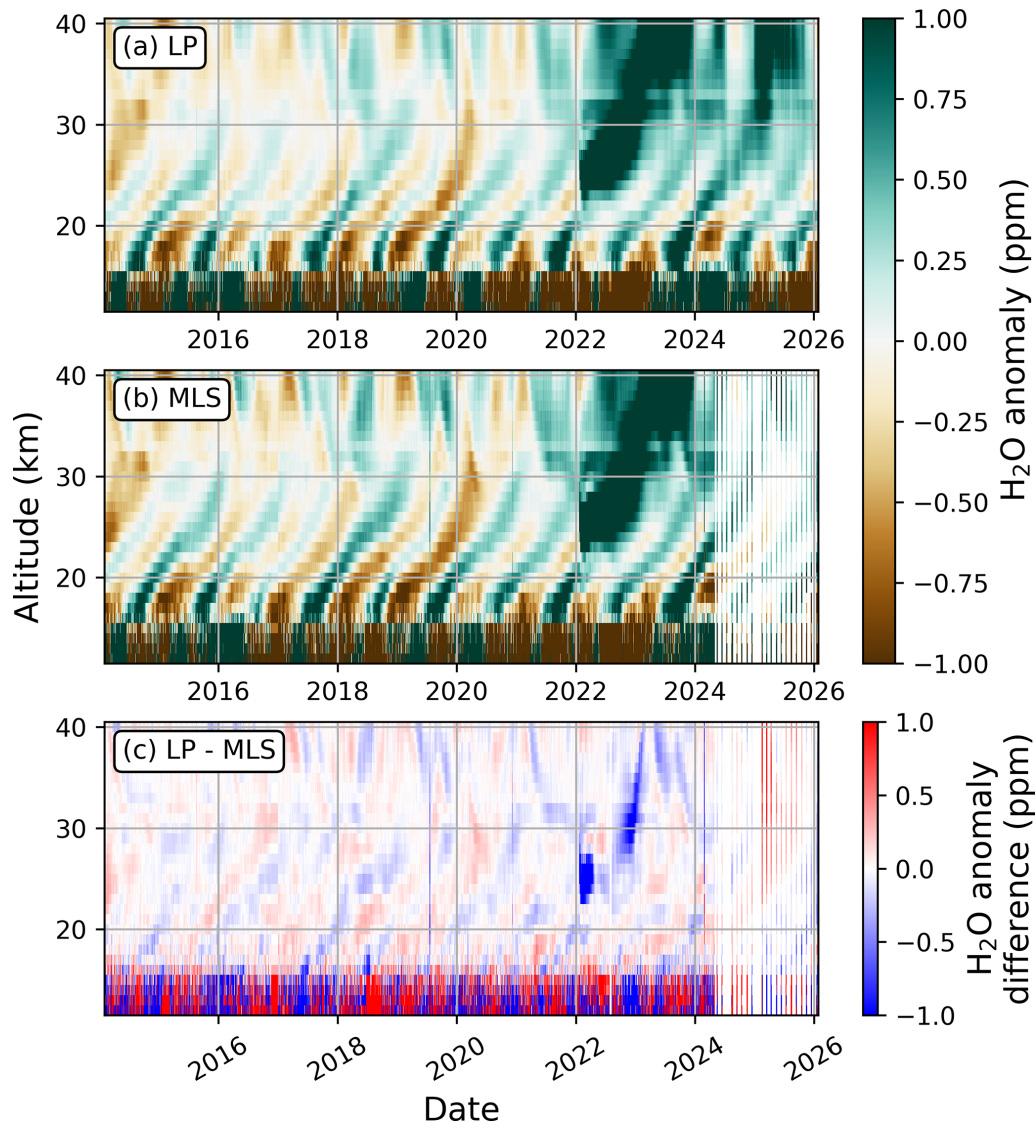 (a) LP
40
30
20
2016 2018 2020 2022 2024 2026
(b) MLS
40
30
20
2016 2018 2020 2022 2024 2026
(c) LP - MLS
40
30
20
2016 2018 2020 2022 2024 2026
Altitude (km)
Date
1.00
0.75
0.50
0.25
0.00
−0.25
−0.50
−0.75
−1.00
H₂O anomaly (ppm)
1.0
0.5
0.0
−0.5
−1.0
H₂O anomaly
difference (ppm)